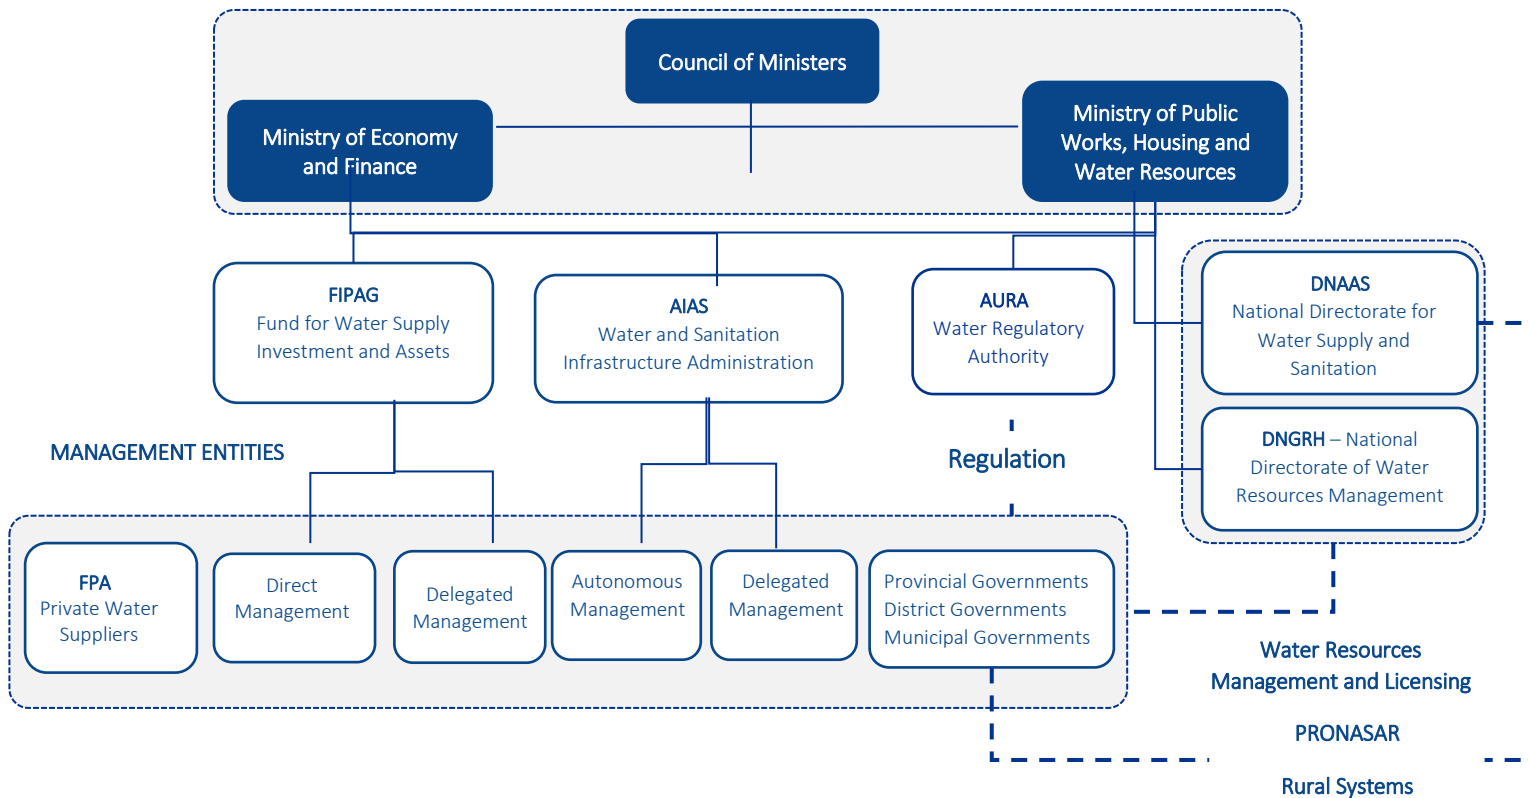 Council of Ministers
Ministry of Economy
and Finance
Ministry of Public
Works, Housing and
Water Resources
FIPAG
Fund for Water Supply
Investment and Assets
AIAS
Water and Sanitation
Infrastructure Administration
AURA
Water Regulatory
Authority
DNAAS
National Directorate for
Water Supply and
Sanitation
DNGRH – National
Directorate of Water
Resources Management
MANAGEMENT ENTITIES
Regulation
FPA
Private Water
Suppliers
Direct
Management
Delegated
Management
Autonomous
Management
Delegated
Management
Provincial Governments
District Governments
Municipal Governments
Water Resources
Management and Licensing
PRONASAR
Rural Systems